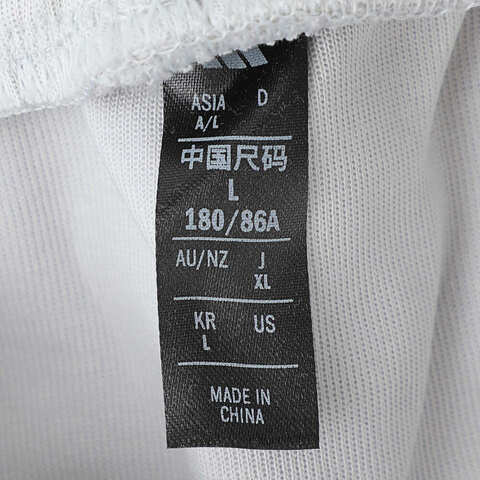 ASIA D
A/L
中国尺码
L
180/86A
AU/NZ J
XL
KR US
L
MADE IN
CHINA